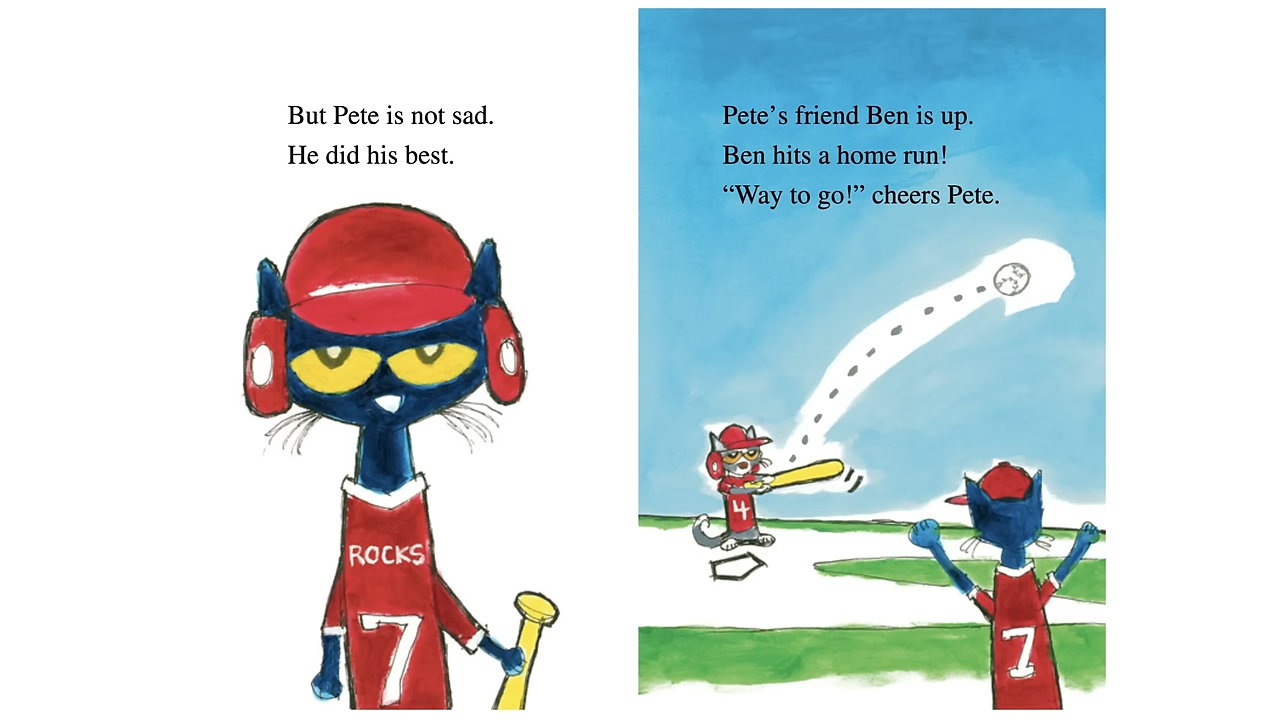 But Pete is not sad.
He did his best.
ROCKS
7
Pete’s friend Ben is up.
Ben hits a home run!
“Way to go!” cheers Pete.
4
7